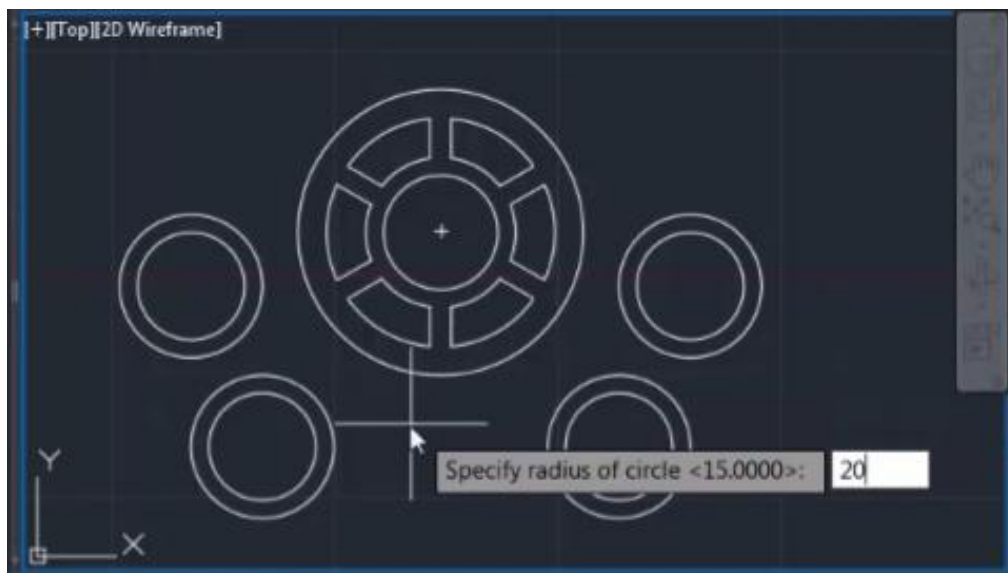 [+][Top][2D Wireframe]
Specify radius of circle <15.0000>: 20
Y
X